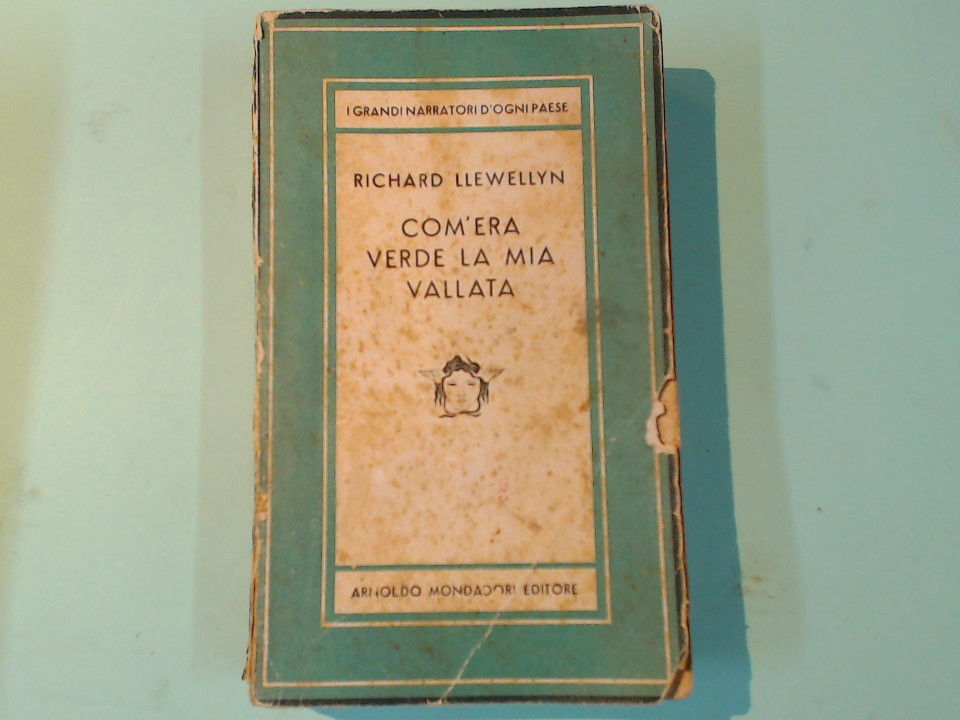 I GRANDI NARRATORI D'OGNI PAESE
RICHARD LLEWELLYN
COM'ERA
VERDE LA MIA
VALLATA
ARNOLDO MONDADORI EDITORE